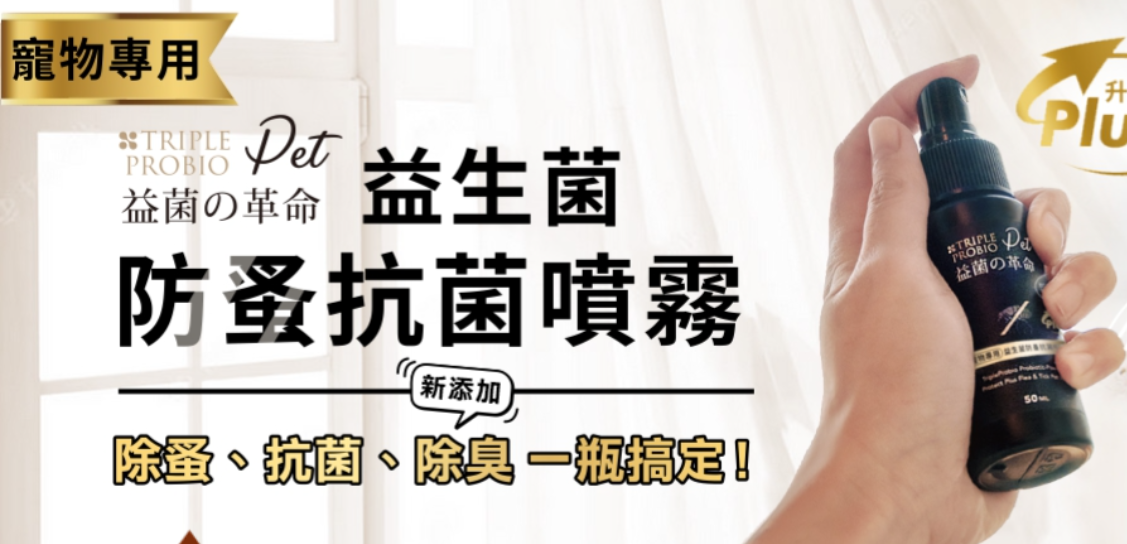 寵物專用
TRIPLE
PROBIO Pet
益菌の革命
益生菌
防蚤抗菌噴霧
新添加
除蚤、抗菌、除臭 一瓶搞定!
升
Plu
TRIPLE
PROBIO Pet
益菌の革命
50 ML